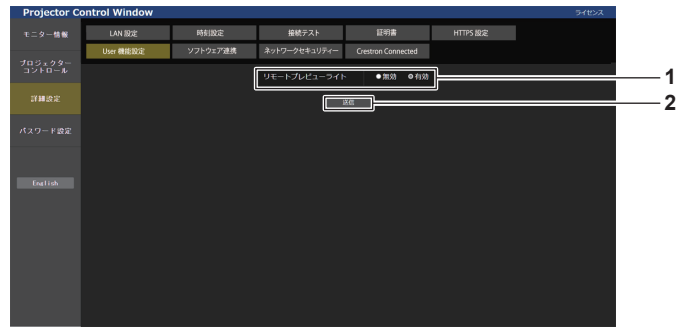 Projector Control Window
ライセンス
モニター情報
LAN 設定
時刻設定
接続テスト
証明書
HTTPS 設定
User 機能設定
ソフトウェア連携
ネットワークセキュリティー
Crestron Connected
プロジェクター
コントロール
リモートプレビューライト
●無効
有効
1
送信
2
詳細設定
パスワード設定
English